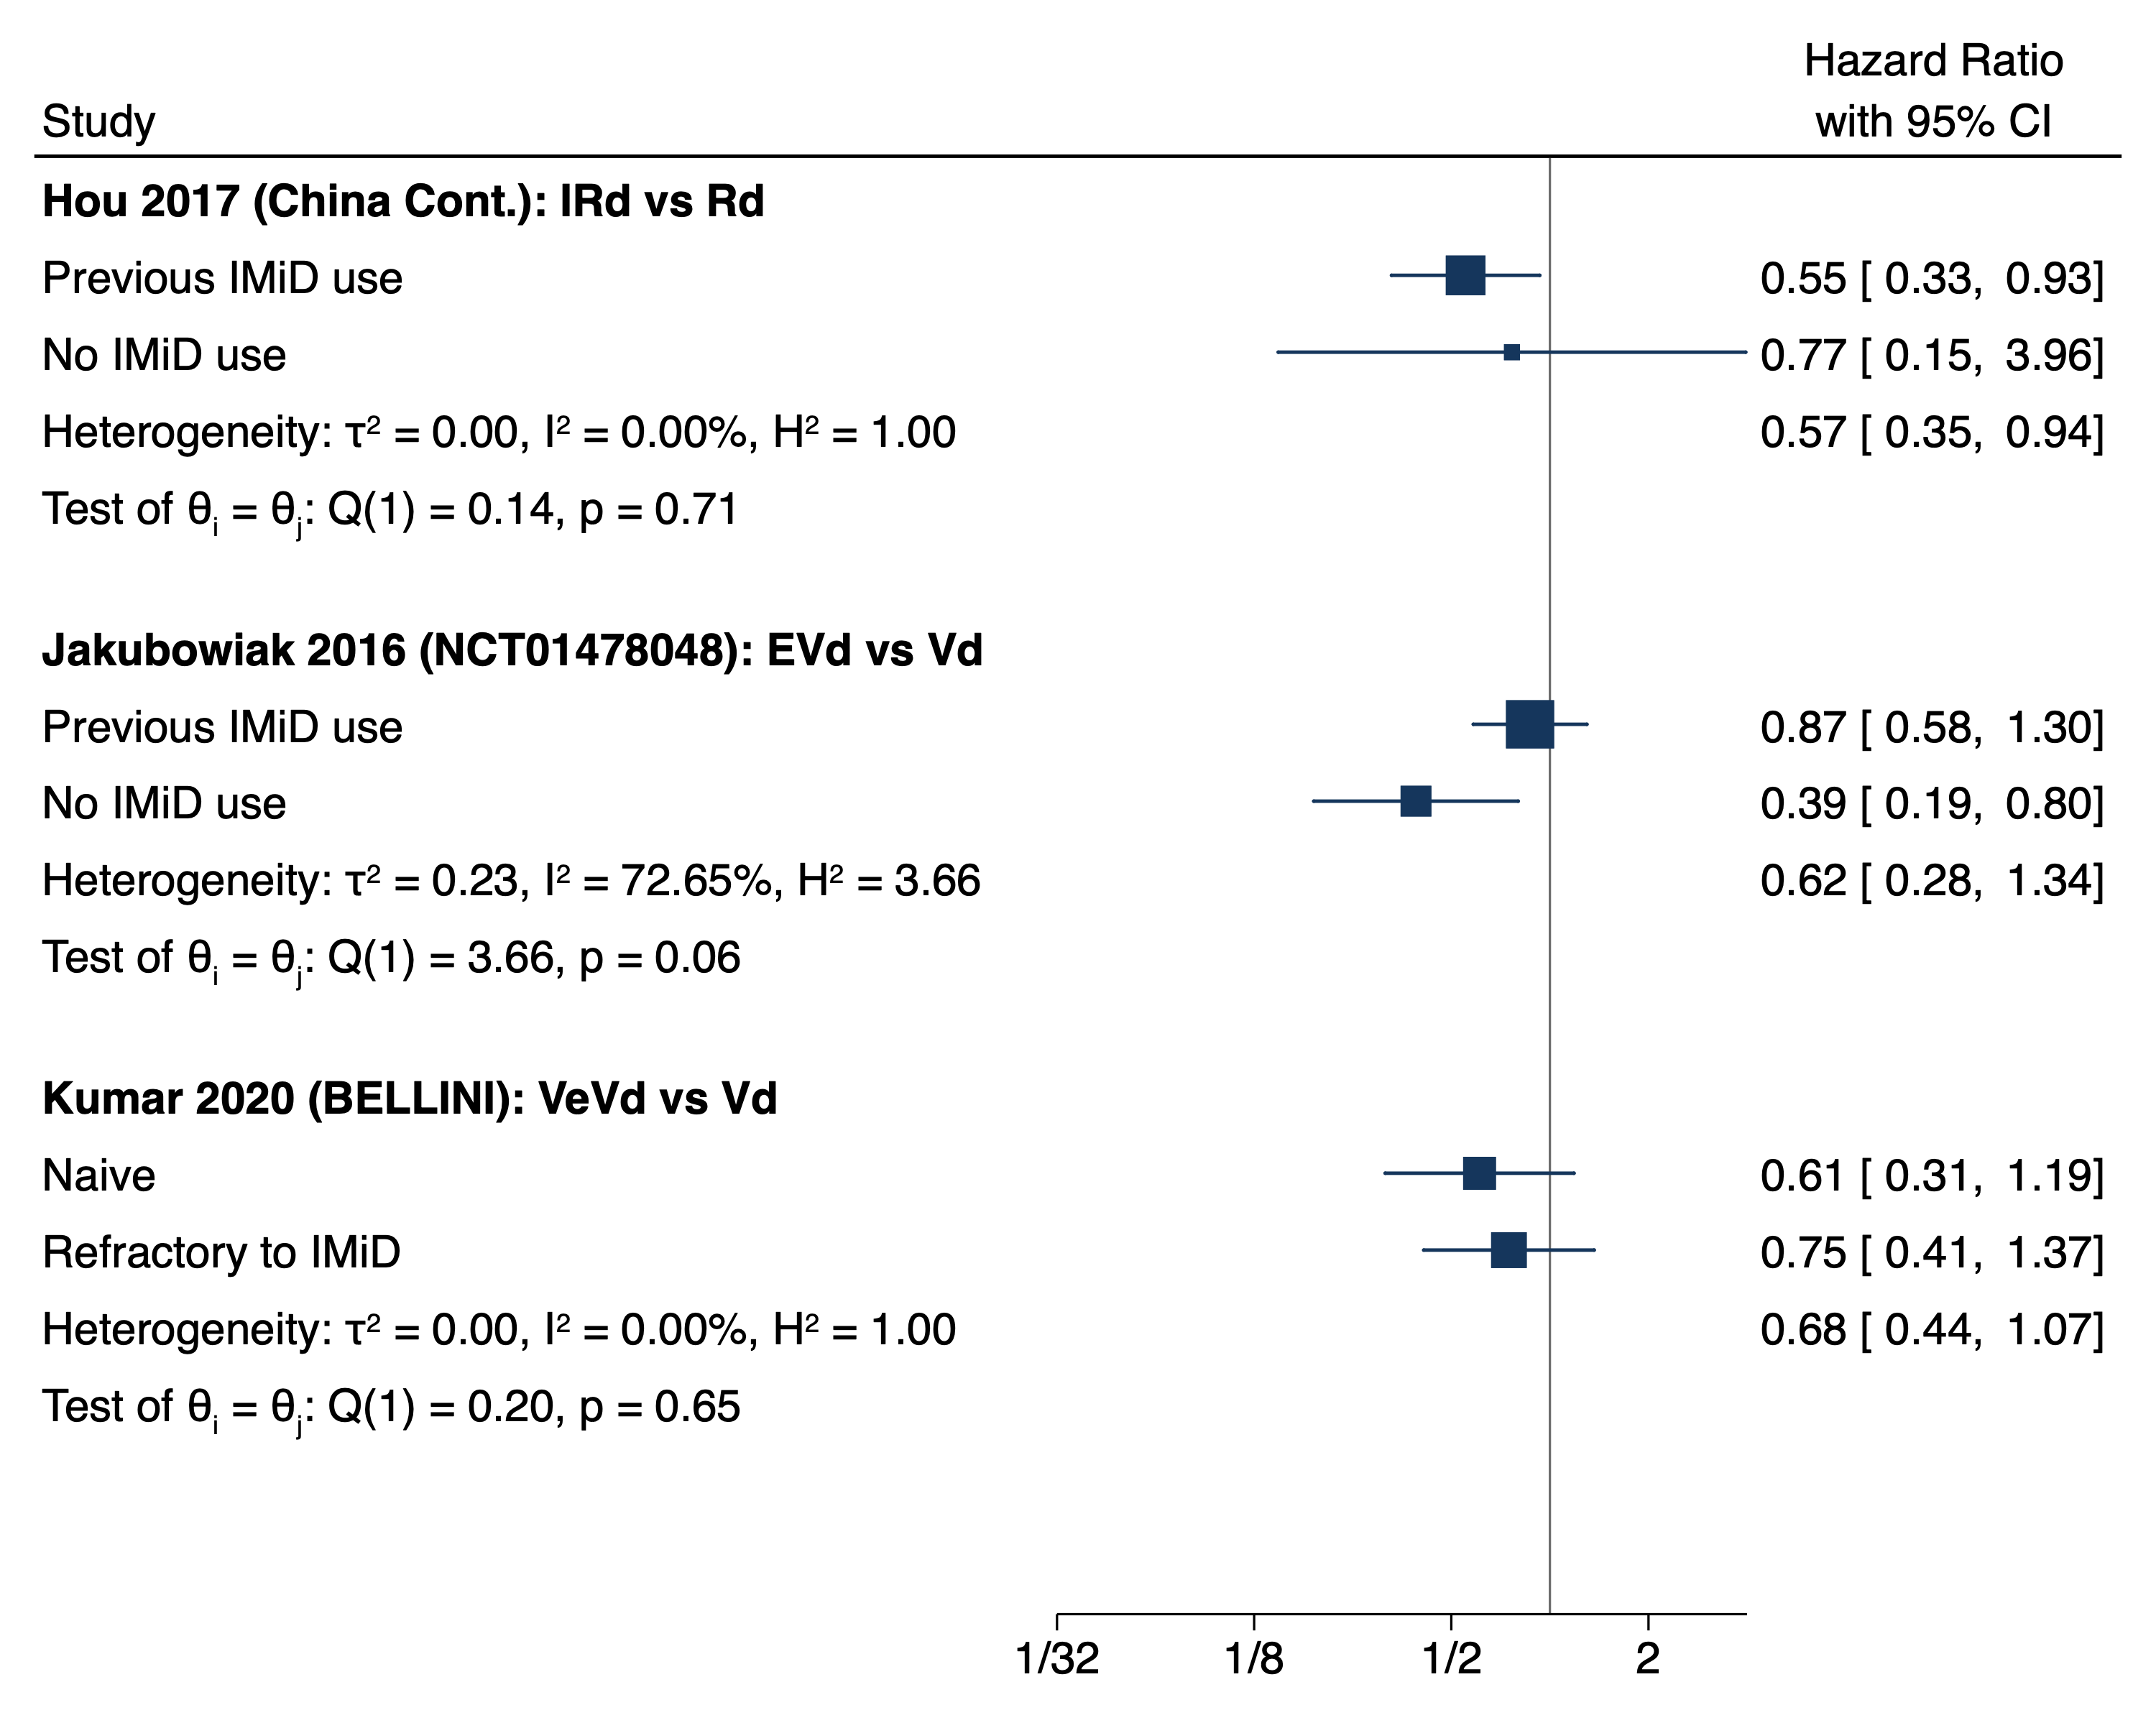 Hazard Ratio
Study with 95% CI
Hou 2017 (China Cont.): IRd vs Rd
Previous IMiD use 0.55 [ 0.33, 0.93]
No IMiD use 0.77 [ 0.15, 3.96]
Heterogeneity: τ² = 0.00, I² = 0.00%, H² = 1.00 0.57 [ 0.35, 0.94]
Test of θᵢ = θⱼ: Q(1) = 0.14, p = 0.71
Jakubowiak 2016 (NCT01478048): EVd vs Vd
Previous IMiD use 0.87 [ 0.58, 1.30]
No IMiD use 0.39 [ 0.19, 0.80]
Heterogeneity: τ² = 0.23, I² = 72.65%, H² = 3.66 0.62 [ 0.28, 1.34]
Test of θᵢ = θⱼ: Q(1) = 3.66, p = 0.06
Kumar 2020 (BELLINI): VeVd vs Vd
Naive 0.61 [ 0.31, 1.19]
Refractory to IMiD 0.75 [ 0.41, 1.37]
Heterogeneity: τ² = 0.00, I² = 0.00%, H² = 1.00 0.68 [ 0.44, 1.07]
Test of θᵢ = θⱼ: Q(1) = 0.20, p = 0.65
1/32 1/8 1/2 2